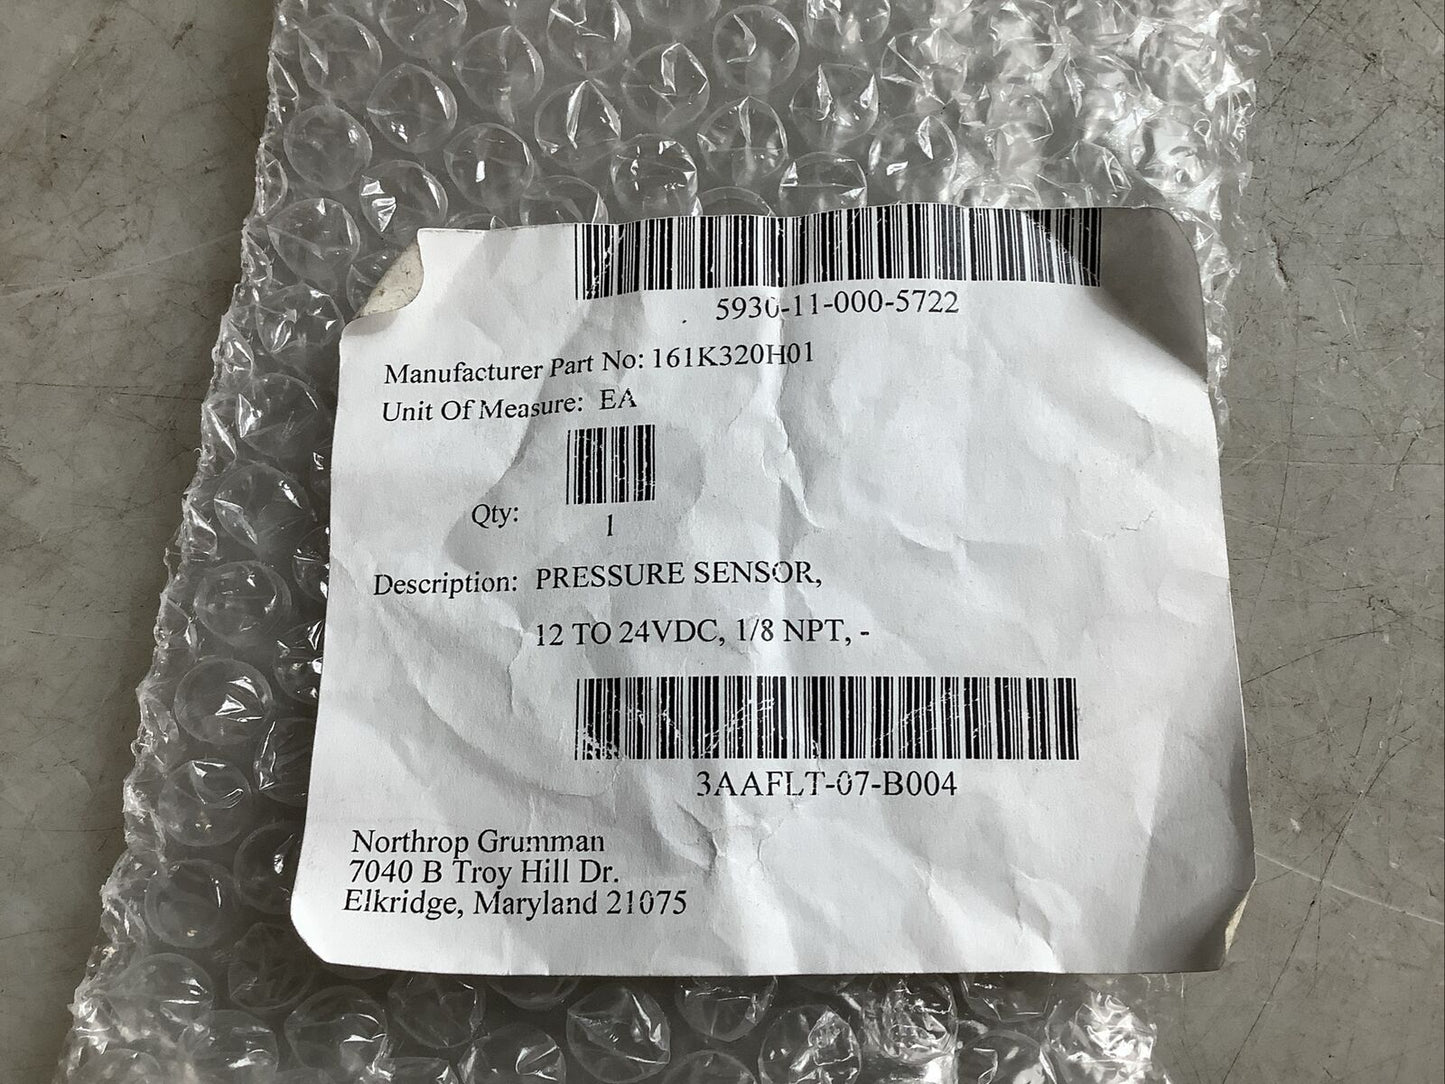 5930-11-000-5722
Manufacturer Part No: 161K320H01
Unit Of Measure: EA
Qty: 1
Description: PRESSURE SENSOR,
12 TO 24VDC, 1/8 NPT, -
3AAFLT-07-B004
Northrop Grumman
7040 B Troy Hill Dr.
Elkridge, Maryland 21075